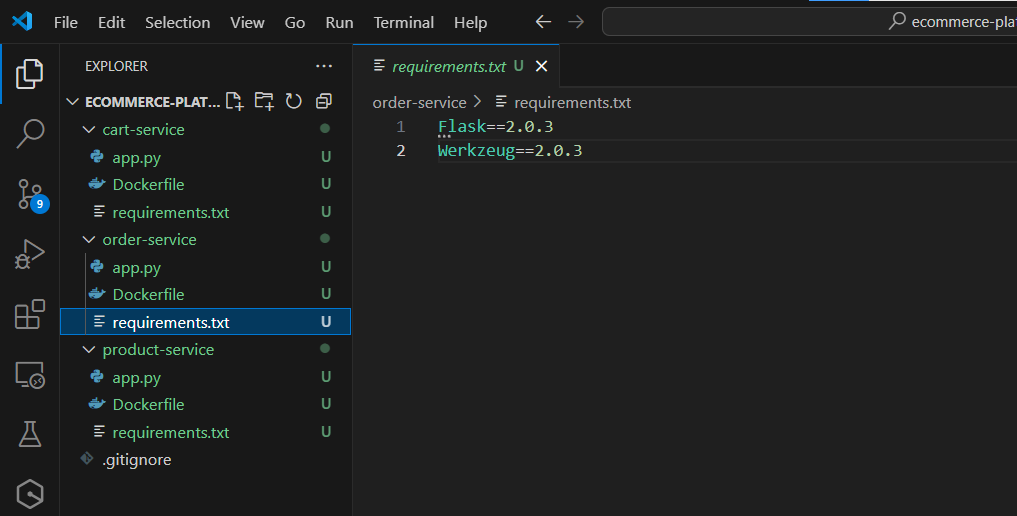 File Edit Selection View Go Run Terminal Help ecommerce-plat
EXPLORER
ECOMMERCE-PLAT...
cart-service
app.py U
Dockerfile U
requirements.txt U
order-service
app.py U
Dockerfile U
requirements.txt U
product-service
app.py U
Dockerfile U
requirements.txt U
.gitignore
9
requirements.txt U
order-service > requirements.txt
1 Flask==2.0.3
2 Werkzeug==2.0.3